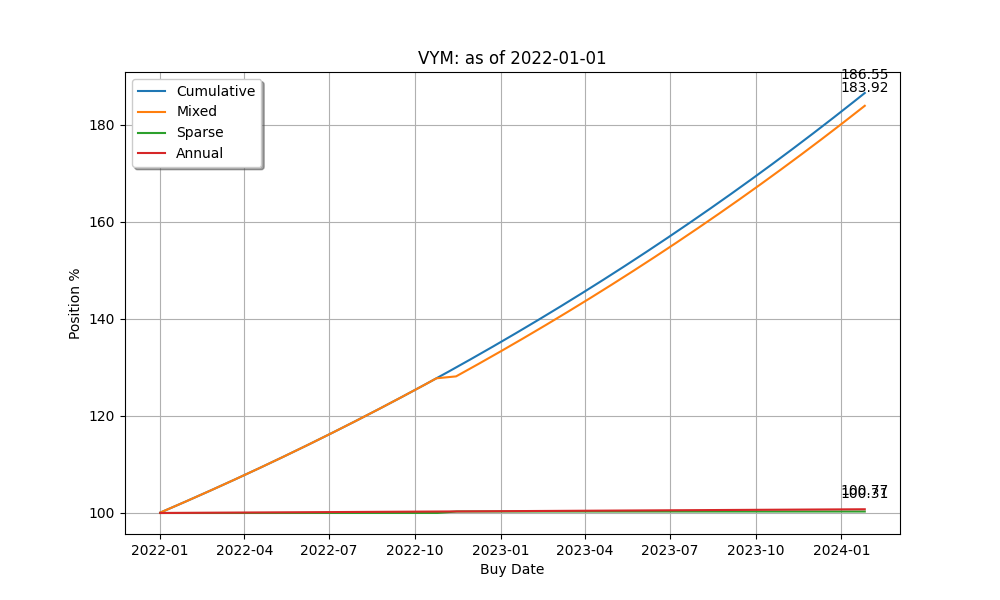 VYM: as of 2022-01-01
186.55
183.92
Cumulative
Mixed
Sparse
Annual
180
160
140
120
100
Position %
100.77
100.31
2022-01 2022-04 2022-07 2022-10 2023-01 2023-04 2023-07 2023-10 2024-01
Buy Date